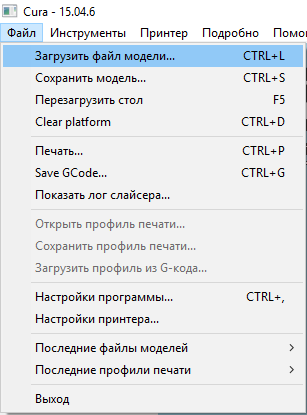 Cura - 15.04.6
Файл Инструменты Принтер Подробно
Загрузить файл модели... CTRL+L
Сохранить модель... CTRL+S
Перезагрузить стол F5
Clear platform CTRL+D
Печать... CTRL+P
Save GCode... CTRL+G
Показать лог слайсера...
Открыть профиль печати...
Сохранить профиль печати...
Загрузить профиль из G-кода...
Настройки программы... CTRL+,
Настройки принтера...
Последние файлы моделей
Последние профили печати
Выход